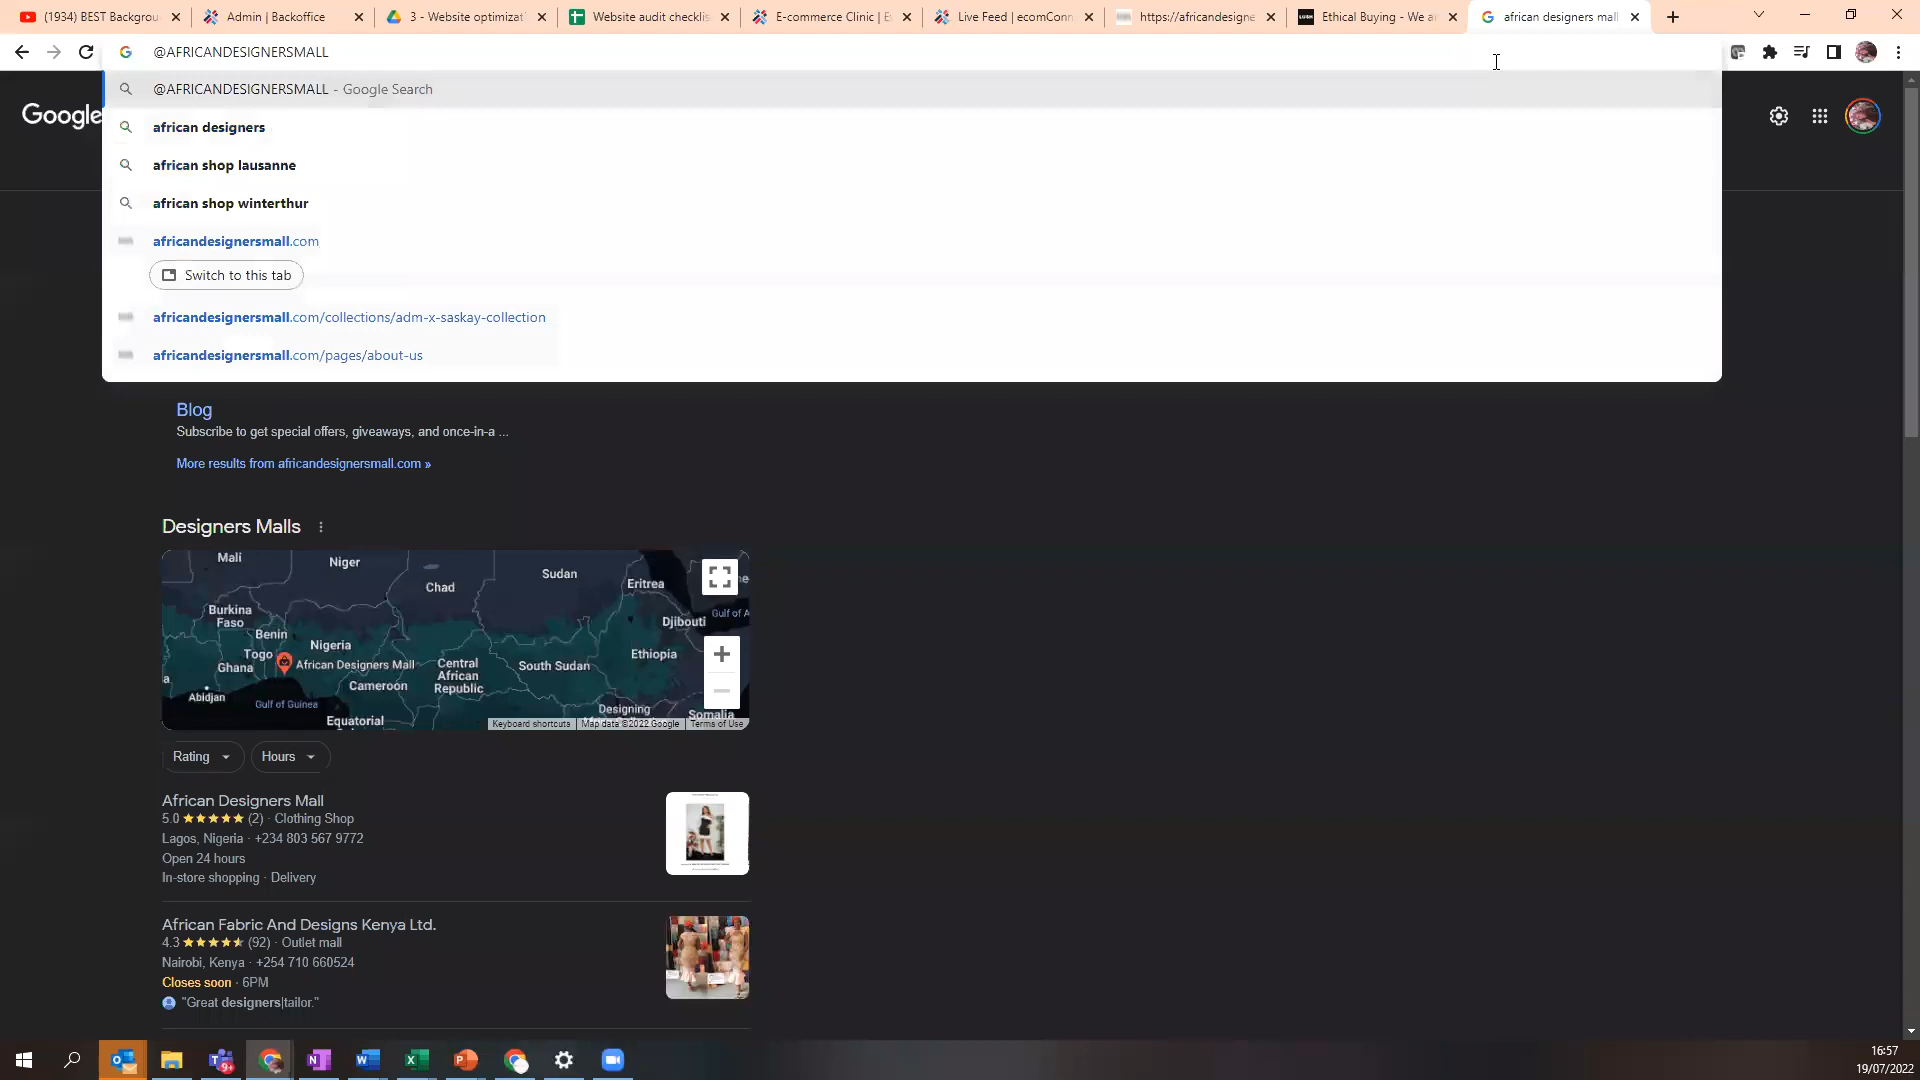 (1934) BEST Backgrou
Admin | Backoffice
3 - Website optimizat
Website audit checklis
E-commerce Clinic | E
Live Feed | ecomConn
https://africandesigne
LUSH
Ethical Buying - We a
african designers mall
@AFRICANDESIGNERSMALL
@AFRICANDESIGNERSMALL - Google Search
african designers
african shop lausanne
african shop winterthur
africandesignersmall.com
Switch to this tab
africandesignersmall.com/collections/adm-x-saskay-collection
africandesignersmall.com/pages/about-us
Google
Blog
Subscribe to get special offers, giveaways, and once-in-a ...
More results from africandesignersmall.com »
Designers Malls
Mali
Niger
Chad
Sudan
Eritrea
Burkina
Faso
Benin
Togo
Ghana
Nigeria
African Designers Mall
Abidjan
Gulf of Guinea
Cameroon
Central
African
Republic
South Sudan
Ethiopia
Djibouti
Gulf of A
Equatorial
Designing
Somalia
Keyboard shortcuts
Map data ©2022 Google
Terms of Use
Rating
Hours
African Designers Mall
5.0 ★★★★★ (2) · Clothing Shop
Lagos, Nigeria · +234 803 567 9772
Open 24 hours
In-store shopping · Delivery
African Fabric And Designs Kenya Ltd.
4.3 (92) · Outlet mall
Nairobi, Kenya · +254 710 660524
Closes soon · 6PM
"Great designers|tailor."
9+
16:57
19/07/2022